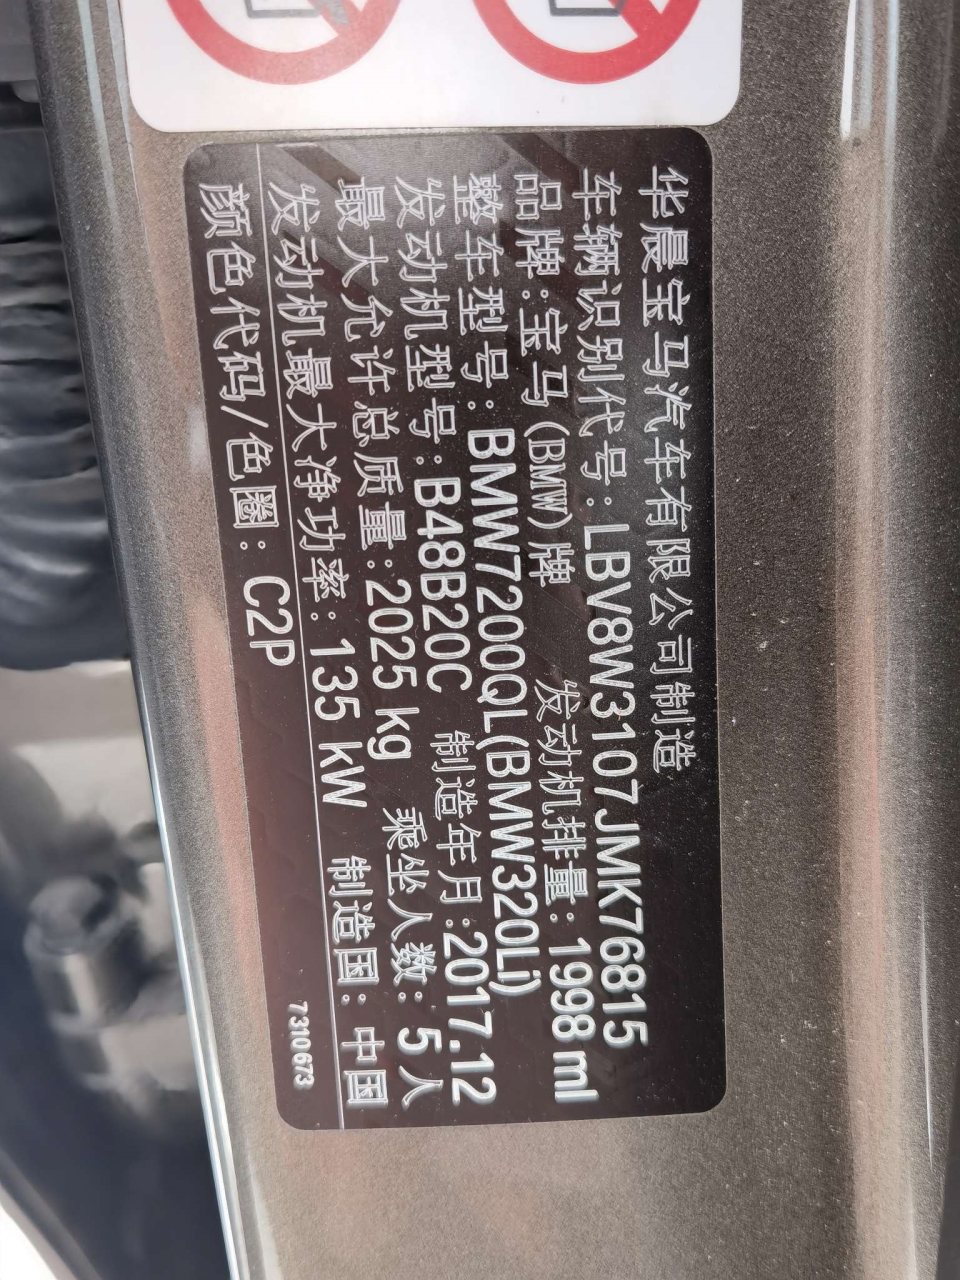 华晨宝马汽车有限公司制造
车辆识别代号:LBV8W3107JMK76815
品牌:宝马(BMW)牌 发动机排量:1998 ml
整车型号:BMW7200QL(BMW320Li)
发动机型号:B48B20C 制造年月:2017.12
最大允许总质量:2025 kg 乘坐人数:5人
发动机最大净功率:135 kW 制造国:中国
颜色代码/色圈:C2P
7310673